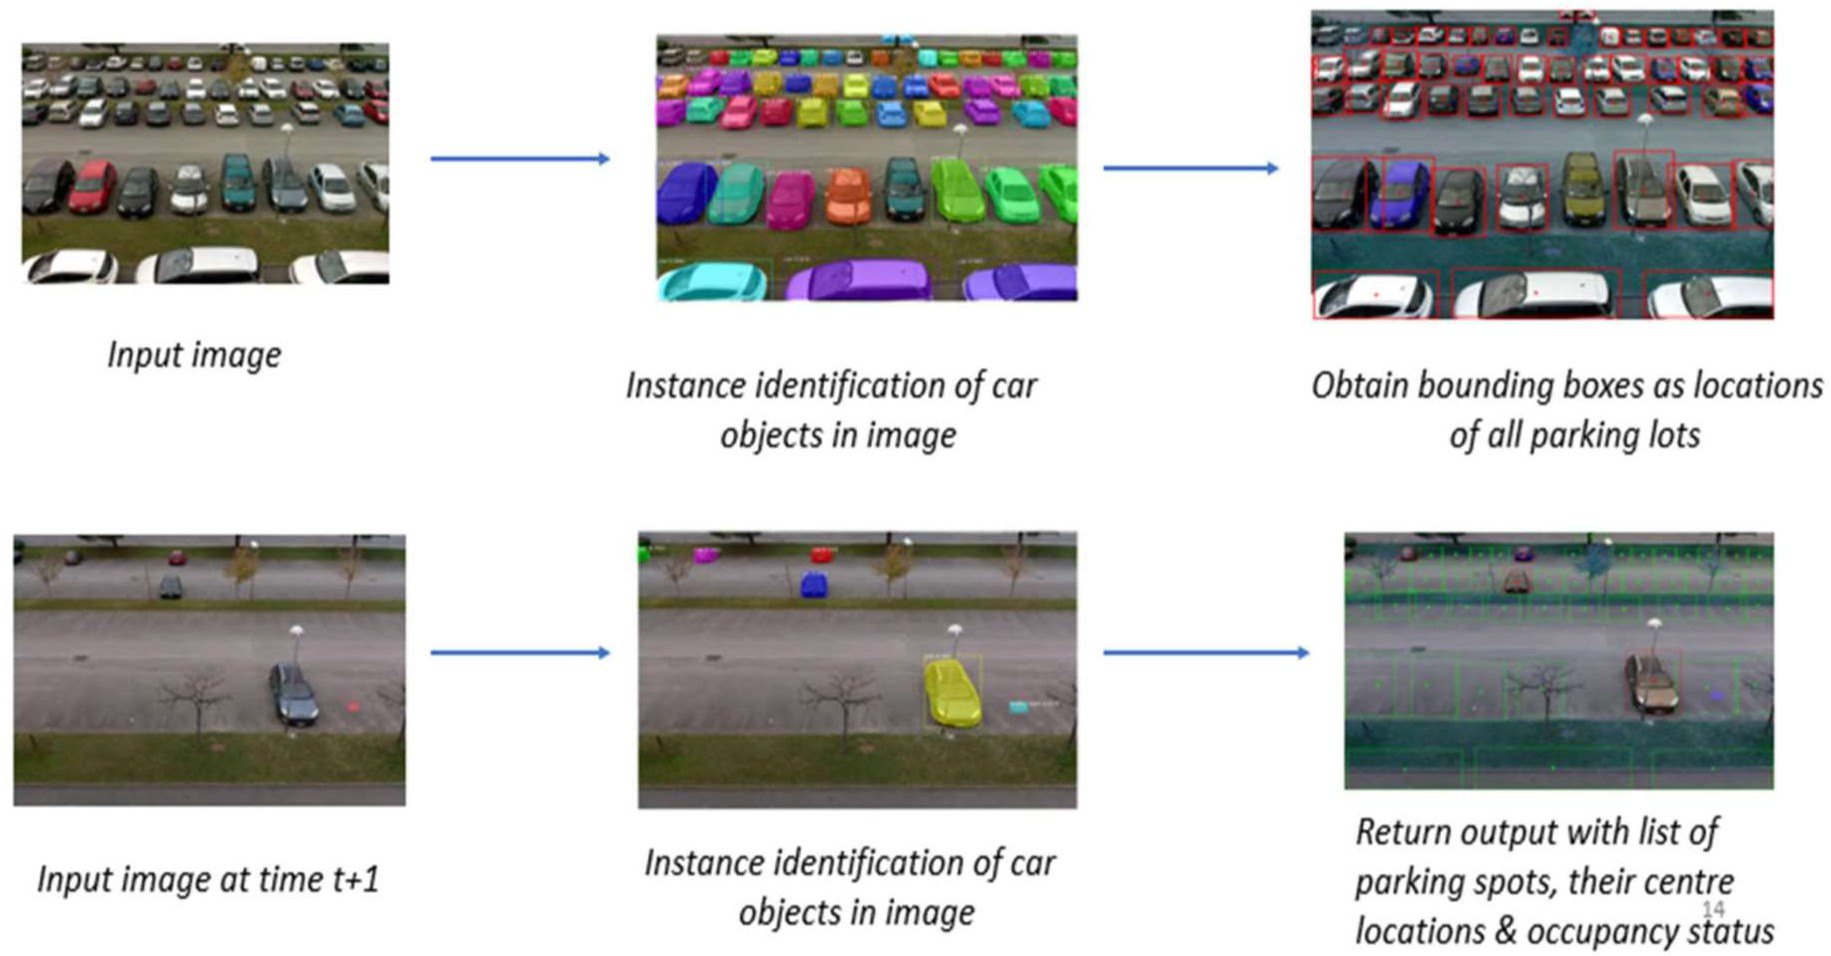 Input image
Instance identification of car
objects in image
Obtain bounding boxes as locations
of all parking lots
Input image at time t+1
Instance identification of car
objects in image
Return output with list of
parking spots, their centre
14
locations & occupancy status